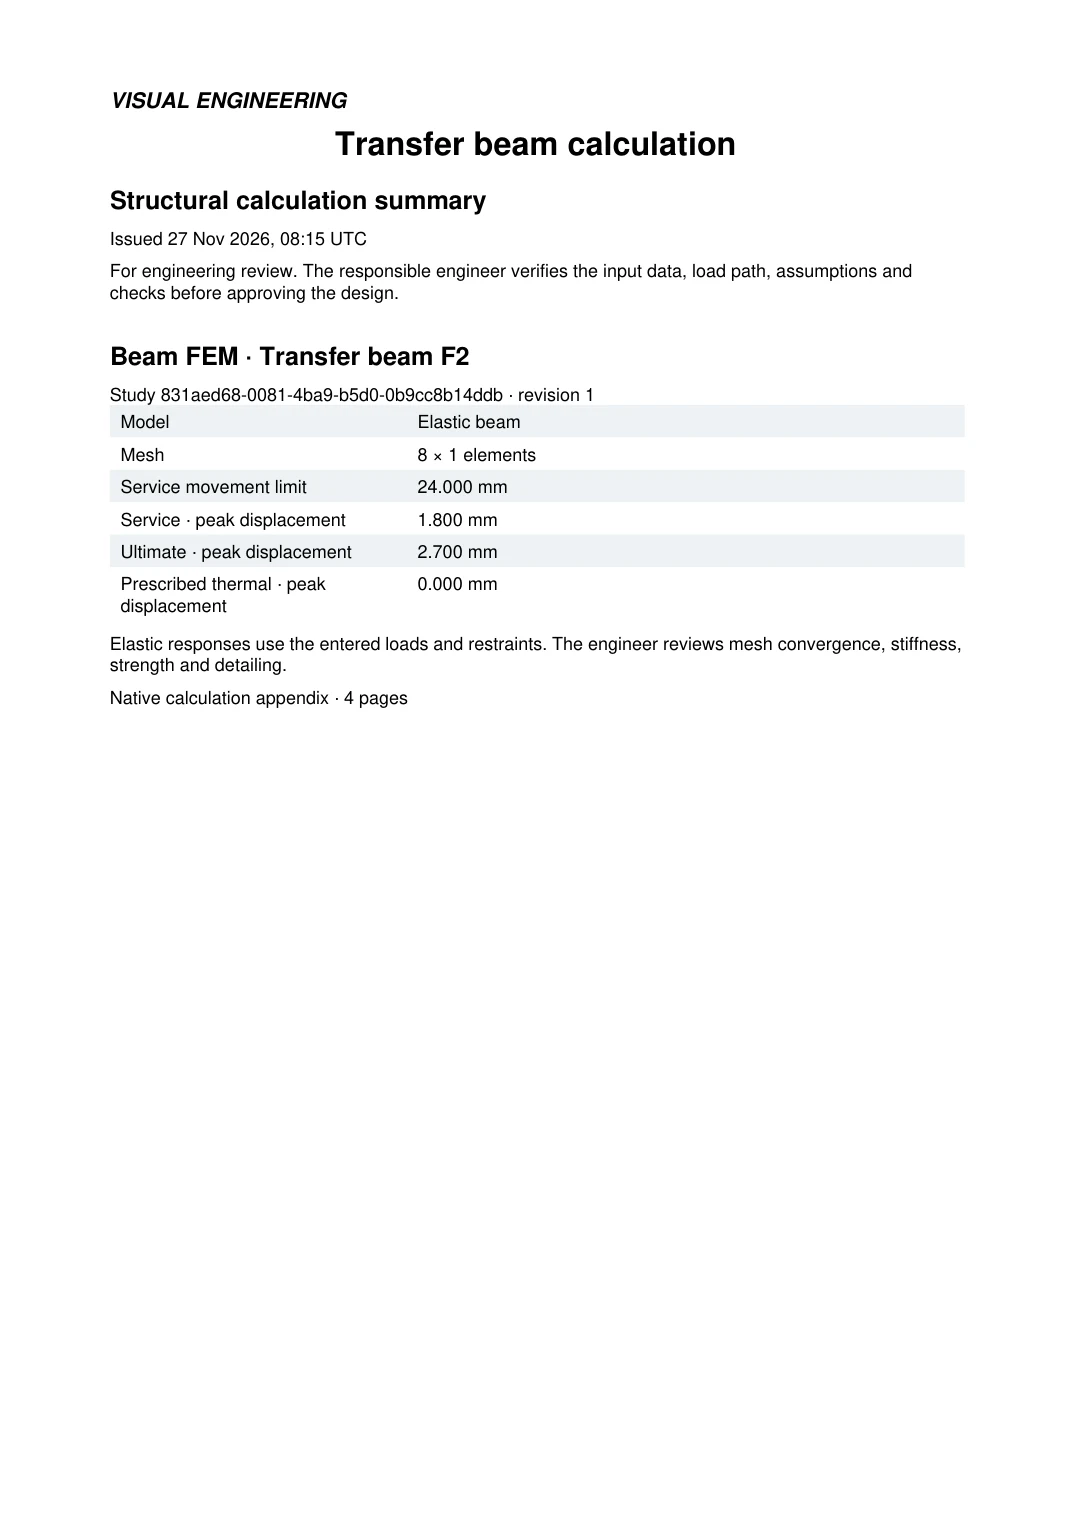 VISUAL ENGINEERING
Transfer beam calculation
Structural calculation summary
Issued 27 Nov 2026, 08:15 UTC
For engineering review. The responsible engineer verifies the input data, load path, assumptions and
checks before approving the design.
Beam FEM · Transfer beam F2
Study 831aed68-0081-4ba9-b5d0-0b9cc8b14ddb · revision 1
Model Elastic beam
Mesh 8 × 1 elements
Service movement limit 24.000 mm
Service · peak displacement 1.800 mm
Ultimate · peak displacement 2.700 mm
Prescribed thermal · peak 0.000 mm
displacement
Elastic responses use the entered loads and restraints. The engineer reviews mesh convergence, stiffness,
strength and detailing.
Native calculation appendix · 4 pages